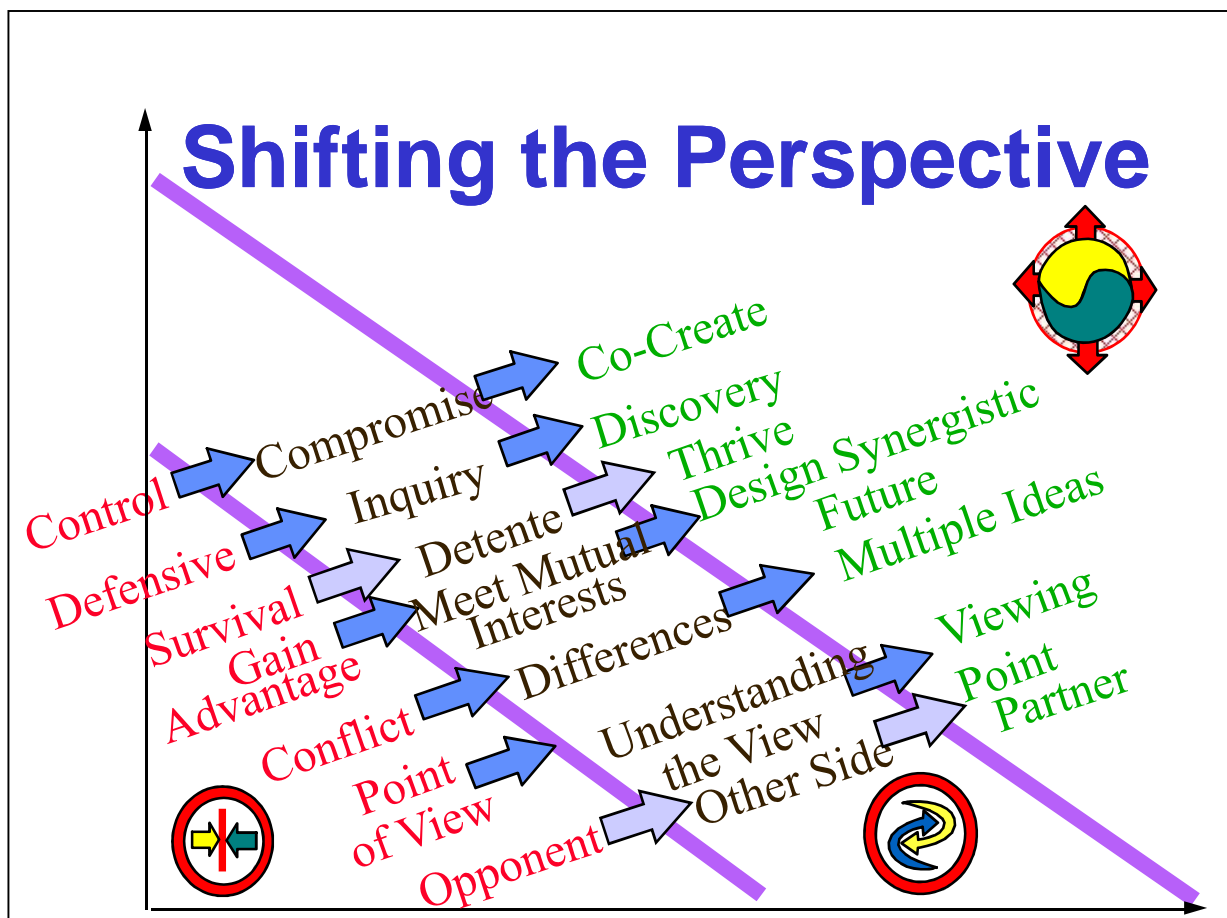 Shifting the Perspective
Control
Compromise
Co-Create
Defensive
Inquiry
Discovery
Survival
Detente
Thrive
Gain
Advantage
Meet Mutual
Interests
Design Synergistic
Future
Conflict
Differences
Multiple Ideas
Point
of View
Understanding
the View
Viewing
Point
Opponent
Other Side
Partner